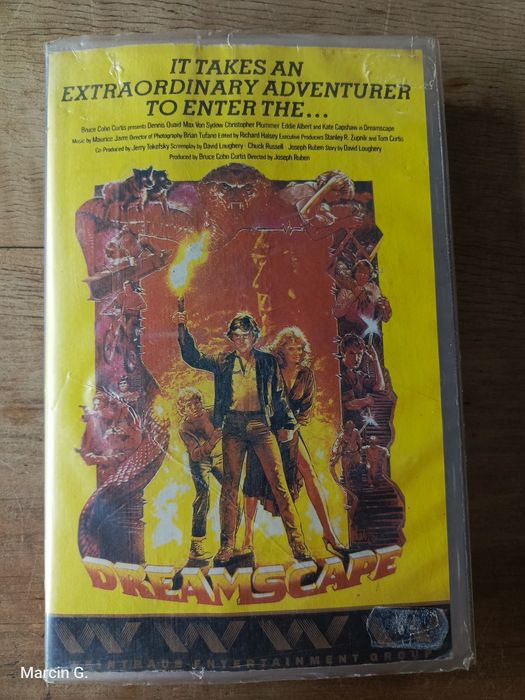 IT TAKES AN
EXTRAORDINARY ADVENTURER
TO ENTER THE...
Bruce Cohn Curtis presents Dennis Quaid Max Von Sydow Christopher Plummer Eddie Albert and Kate Capshaw in Dreamscape
Music by Maurice Jarre Director of Photography Brian Tufano Edited by Richard Halsey Executive Producers Stanley R. Zupnik and Tom Curtis
Co Produced by Jerry Tokofsky Screenplay by David Loughery · Chuck Russell · Joseph Ruben Story by David Loughery
Produced by Bruce Cohn Curtis Directed by Joseph Ruben
DREAMSCAPE
ENTERTAINMENT GROUP
Marcin G.